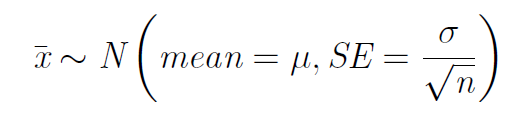 x̄ ~ N(mean = μ, SE = σ/√n)